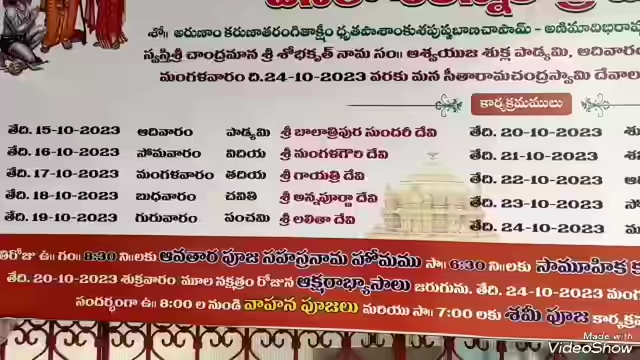 శ్లో॥ అరుణాం కరుణాతరంగితాక్షిం ధృతపాశాంకుశపుష్పబాణచాపామ్ - అణిమాదిభిరా
స్వస్తిశ్రీ చాంద్రమాన శ్రీ శోభకృత్ నామ సం॥ ఆశ్వయుజ శుక్ల పాడ్యమి, ఆదివారం
మంగళవారం ది.24-10-2023 వరకు మన సీతారామచంద్రస్వామి దేవాల
కార్యక్రమములు
తేది. 15-10-2023 ఆదివారం పాడ్యమి శ్రీ బాలాత్రిపుర సుందరీ దేవి
తేది. 16-10-2023 సోమవారం విదియ శ్రీ మంగళగౌరి దేవి
తేది. 17-10-2023 మంగళవారం తదియ శ్రీ గాయత్రి దేవి
తేది. 18-10-2023 బుధవారం చవితి శ్రీ అన్నపూర్ణా దేవి
తేది. 19-10-2023 గురువారం పంచమి శ్రీ లలితా దేవి
తేది. 20-10-2023 శు
తేది. 21-10-2023 శ
తేది. 22-10-2023 ఆ
తేది. 23-10-2023 సో
తేది. 24-10-2023 మ
తిరోజు ఉ॥ గం॥ 8:30 ని॥లకు అవతార పూజ సహస్రనామ హోమము సా॥ 6:30 ని॥లకు సామూహిక
తేది. 20-10-2023 శుక్రవారం మూల నక్షత్రం రోజున అక్షరాభ్యాసాలు జరుగును. తేది. 24-10-2023 మం
సందర్భంగా ఉ॥ 8:00 ల నుండి వాహన పూజలు మరియు సా॥ 7:00 లకు శమీ పూజ కార్యక్ర
Made with
VideoShow